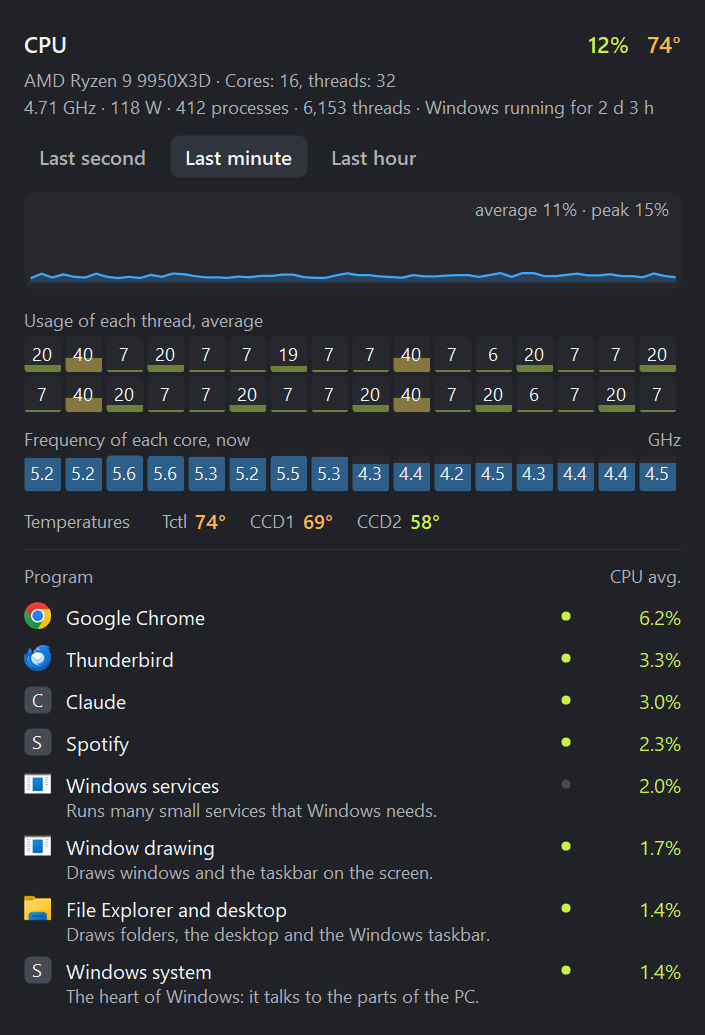 CPU 12% 74°
AMD Ryzen 9 9950X3D · Cores: 16, threads: 32
4.71 GHz · 118 W · 412 processes · 6,153 threads · Windows running for 2 d 3 h
Last second Last minute Last hour
average 11% · peak 15%
Usage of each thread, average
20 40 7 20 7 7 19 7 7 40 7 6 20 7 7 20
7 40 20 7 7 20 7 7 20 40 7 20 6 7 20 7
Frequency of each core, now GHz
5.2 5.2 5.6 5.6 5.3 5.2 5.5 5.3 4.3 4.4 4.2 4.5 4.3 4.4 4.4 4.5
Temperatures Tctl 74° CCD1 69° CCD2 58°
Program CPU avg.
Google Chrome 6.2%
Thunderbird 3.3%
C Claude 3.0%
S Spotify 2.3%
Windows services 2.0%
Runs many small services that Windows needs.
Window drawing 1.7%
Draws windows and the taskbar on the screen.
File Explorer and desktop 1.4%
Draws folders, the desktop and the Windows taskbar.
S Windows system 1.4%
The heart of Windows: it talks to the parts of the PC.